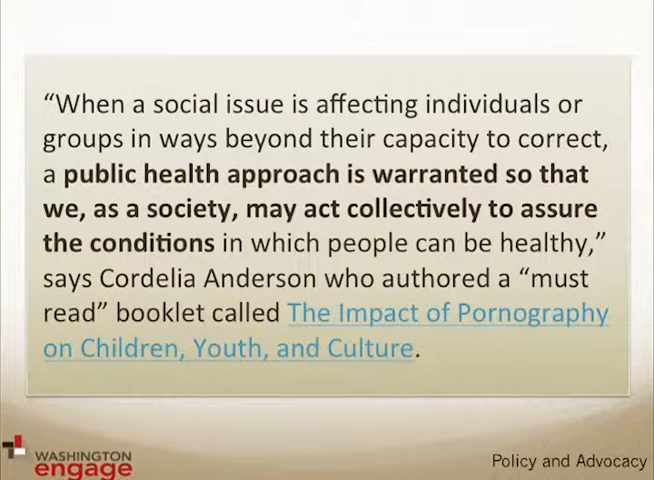 “When a social issue is affecting individuals or
groups in ways beyond their capacity to correct,
a public health approach is warranted so that
we, as a society, may act collectively to assure
the conditions in which people can be healthy,”
says Cordelia Anderson who authored a “must
read” booklet called The Impact of Pornography
on Children, Youth, and Culture.
WASHINGTON
engage
Policy and Advocacy